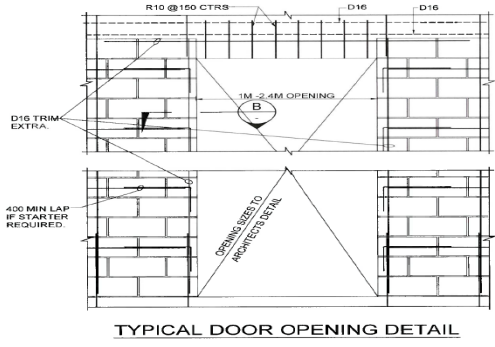 R10 @150 CTRS
D16
D16
1M -2.4M OPENING
B
-
D16 TRIM
EXTRA.
400 MIN LAP
IF STARTER
REQUIRED.
OPENING SIZES TO
ARCHITECTS DETAIL
TYPICAL DOOR OPENING DETAIL